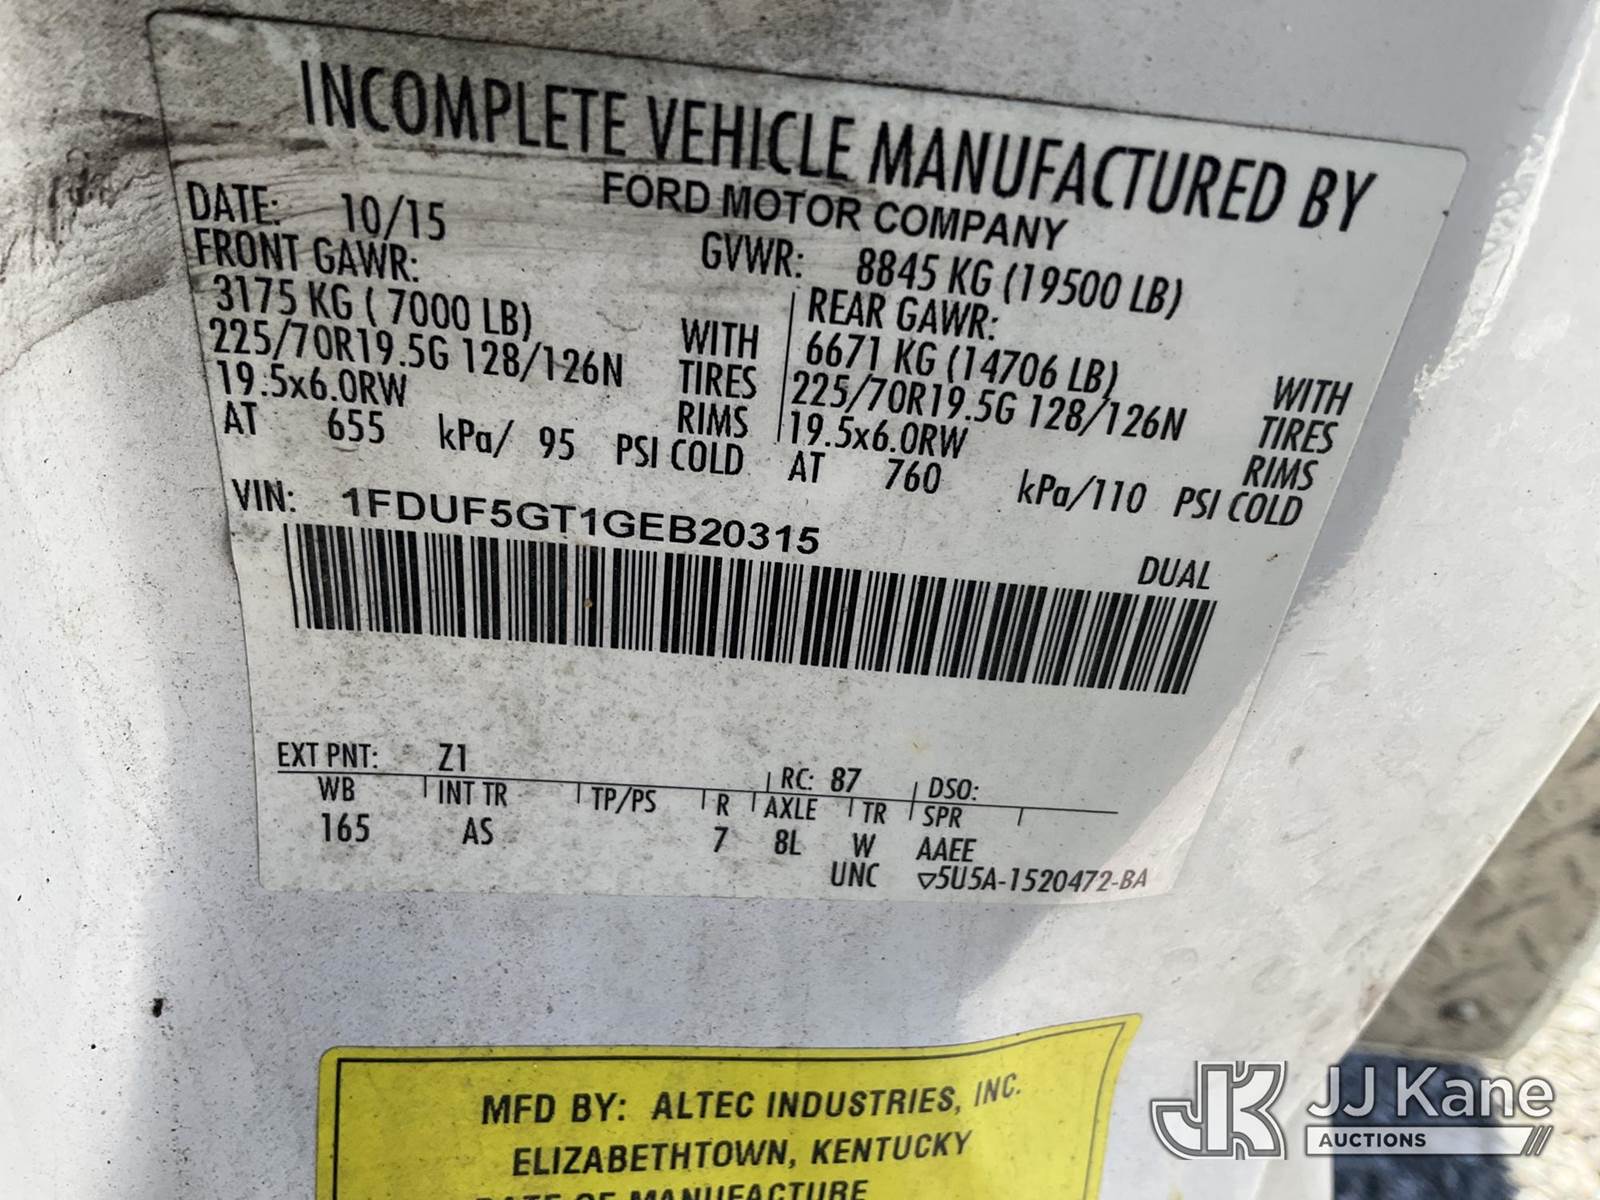 INCOMPLETE VEHICLE MANUFACTURED BY
FORD MOTOR COMPANY
DATE: 10/15
GVWR: 8845 KG (19500 LB)
FRONT GAWR:
3175 KG ( 7000 LB) WITH
225/70R19.5G 128/126N TIRES
19.5x6.0RW RIMS
AT 655 kPa/ 95 PSI COLD
REAR GAWR:
6671 KG (14706 LB) WITH
225/70R19.5G 128/126N TIRES
19.5x6.0RW RIMS
AT 760 kPa/110 PSI COLD
VIN: 1FDUF5GT1GEB20315
DUAL
EXT PNT: Z1 RC: 87 DSO:
WB INT TR TP/PS R AXLE TR SPR
165 AS 7 8L W AAEE
UNC ▽5U5A-1520472-BA
MFD BY: ALTEC INDUSTRIES, INC.
ELIZABETHTOWN, KENTUCKY
DATE OF MANUFACTURE
JK JJ Kane
AUCTIONS